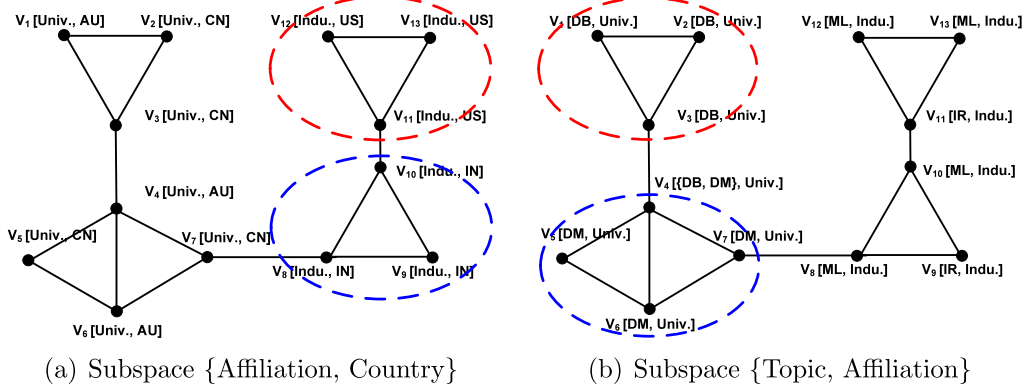 V1 [Univ., AU] V2 [Univ., CN] V12 [Indu., US] V13 [Indu., US]
V3 [Univ., CN] V11 [Indu., US]
V10 [Indu., IN]
V4 [Univ., AU]
V5 [Univ., CN] V7 [Univ., CN]
V8 [Indu., IN] V9 [Indu., IN]
V6 [Univ., AU]
(a) Subspace {Affiliation, Country}
V1 [DB, Univ.] V2 [DB, Univ.] V12 [ML, Indu.] V13 [ML, Indu.]
V3 [DB, Univ.] V11 [IR, Indu.]
V10 [ML, Indu.]
V4 [{DB, DM}, Univ.]
V5 [DM, Univ.] V7 [DM, Univ.]
V8 [ML, Indu.] V9 [IR, Indu.]
V6 [DM, Univ.]
(b) Subspace {Topic, Affiliation}